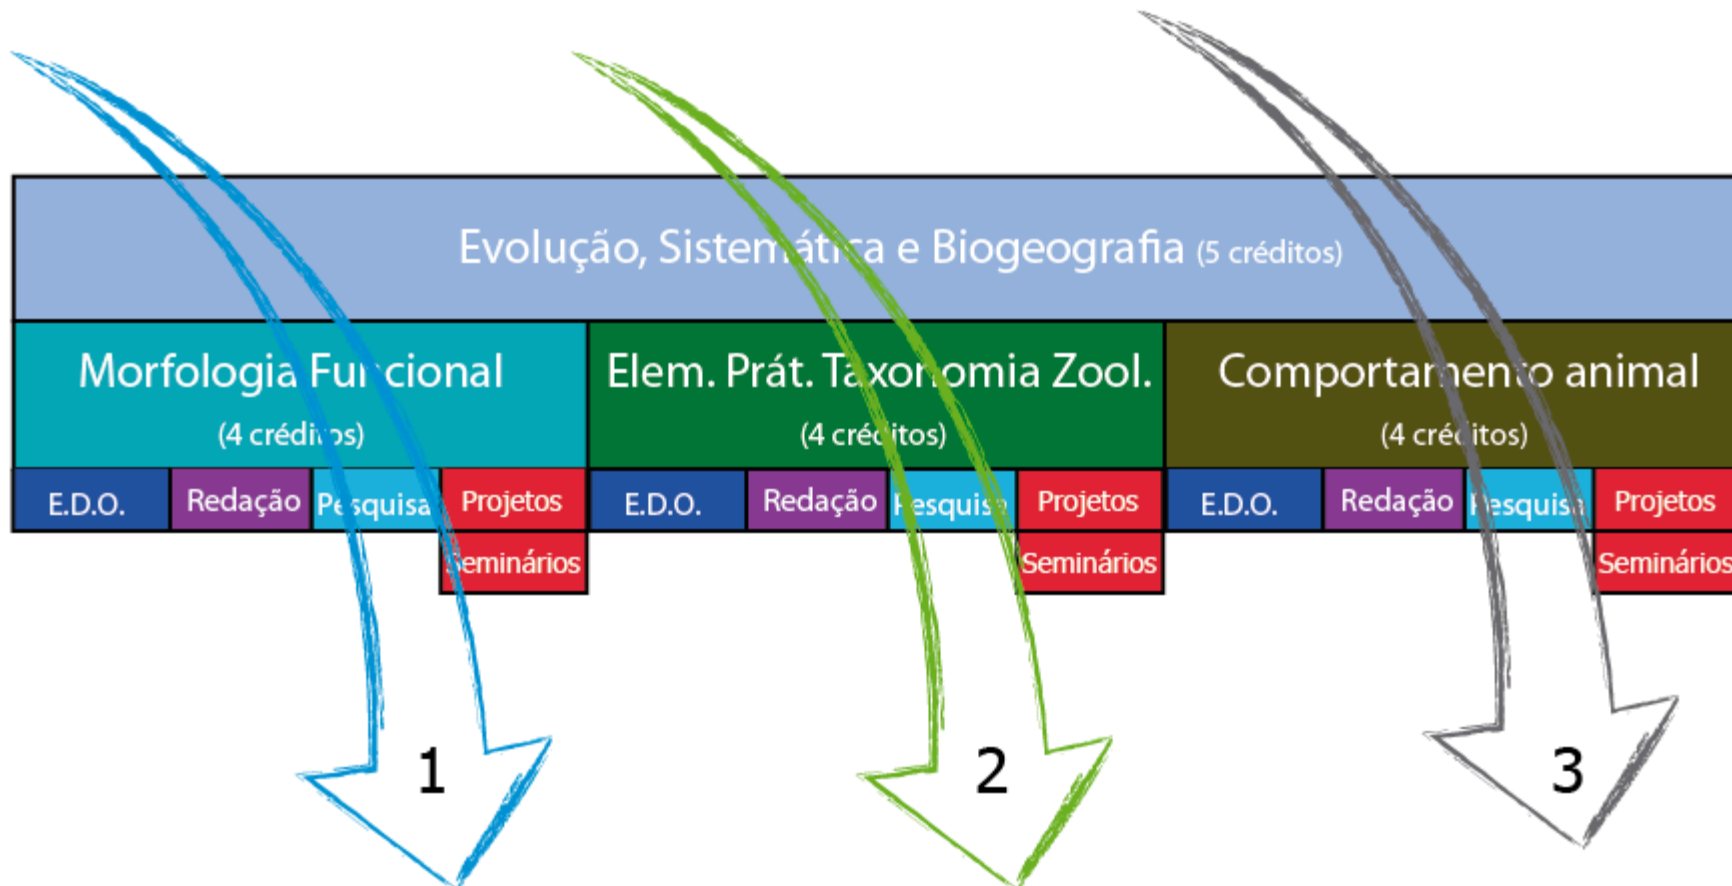 Evolução, Sistemática e Biogeografia (5 créditos)
Morfologia Funcional
(4 créditos)
Elem. Prát. Taxonomia Zool.
(4 créditos)
Comportamento animal
(4 créditos)
E.D.O. Redação Pesquisa Projetos E.D.O. Redação Pesquisa Projetos E.D.O. Redação Pesquisa Projetos
Seminários Seminários Seminários
1 2 3